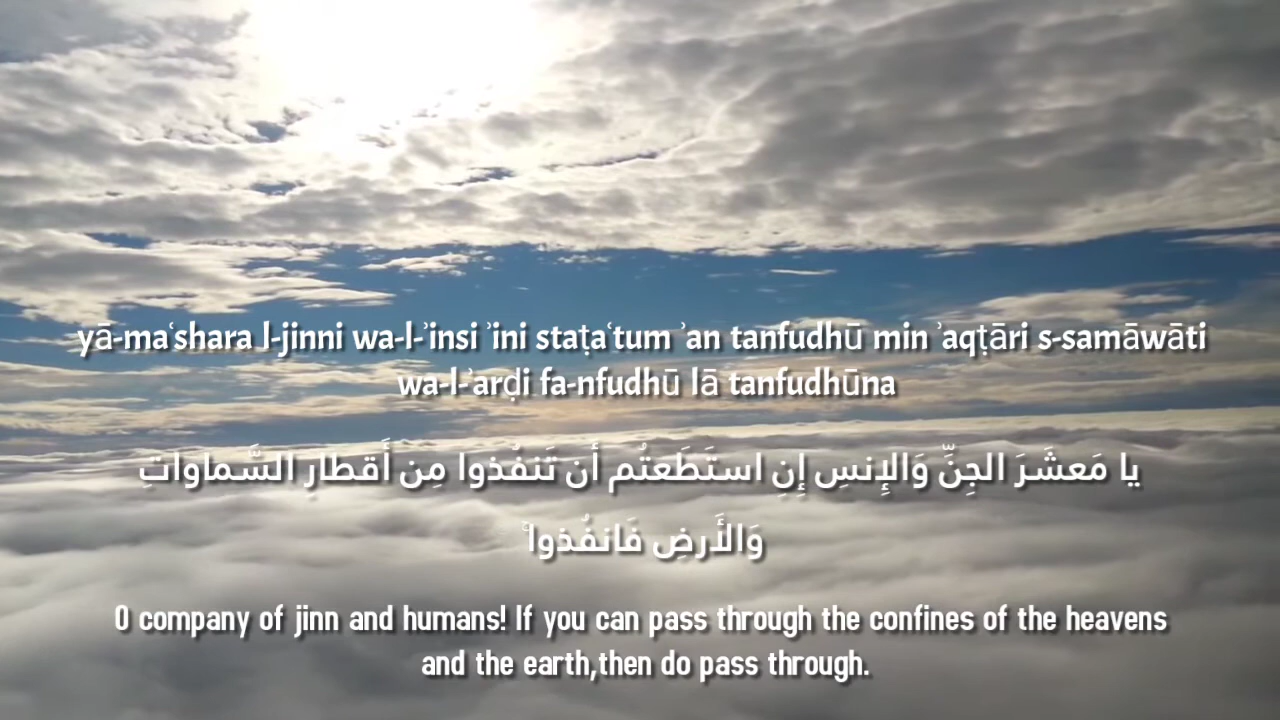 yā-maʿshara l-jinni wa-l-ʾinsi ʾini staṭaʿtum ʾan tanfudhū min ʾaqṭāri s-samāwāti
wa-l-ʾarḍi fa-nfudhū lā tanfudhūna
يا مَعشَرَ الجِنِّ وَالإِنسِ إِنِ استَطَعتُم أَن تَنفُذوا مِن أَقطارِ السَّماواتِ
وَالأَرضِ فَانفُذوا ۚ
O company of jinn and humans! If you can pass through the confines of the heavens
and the earth,then do pass through.